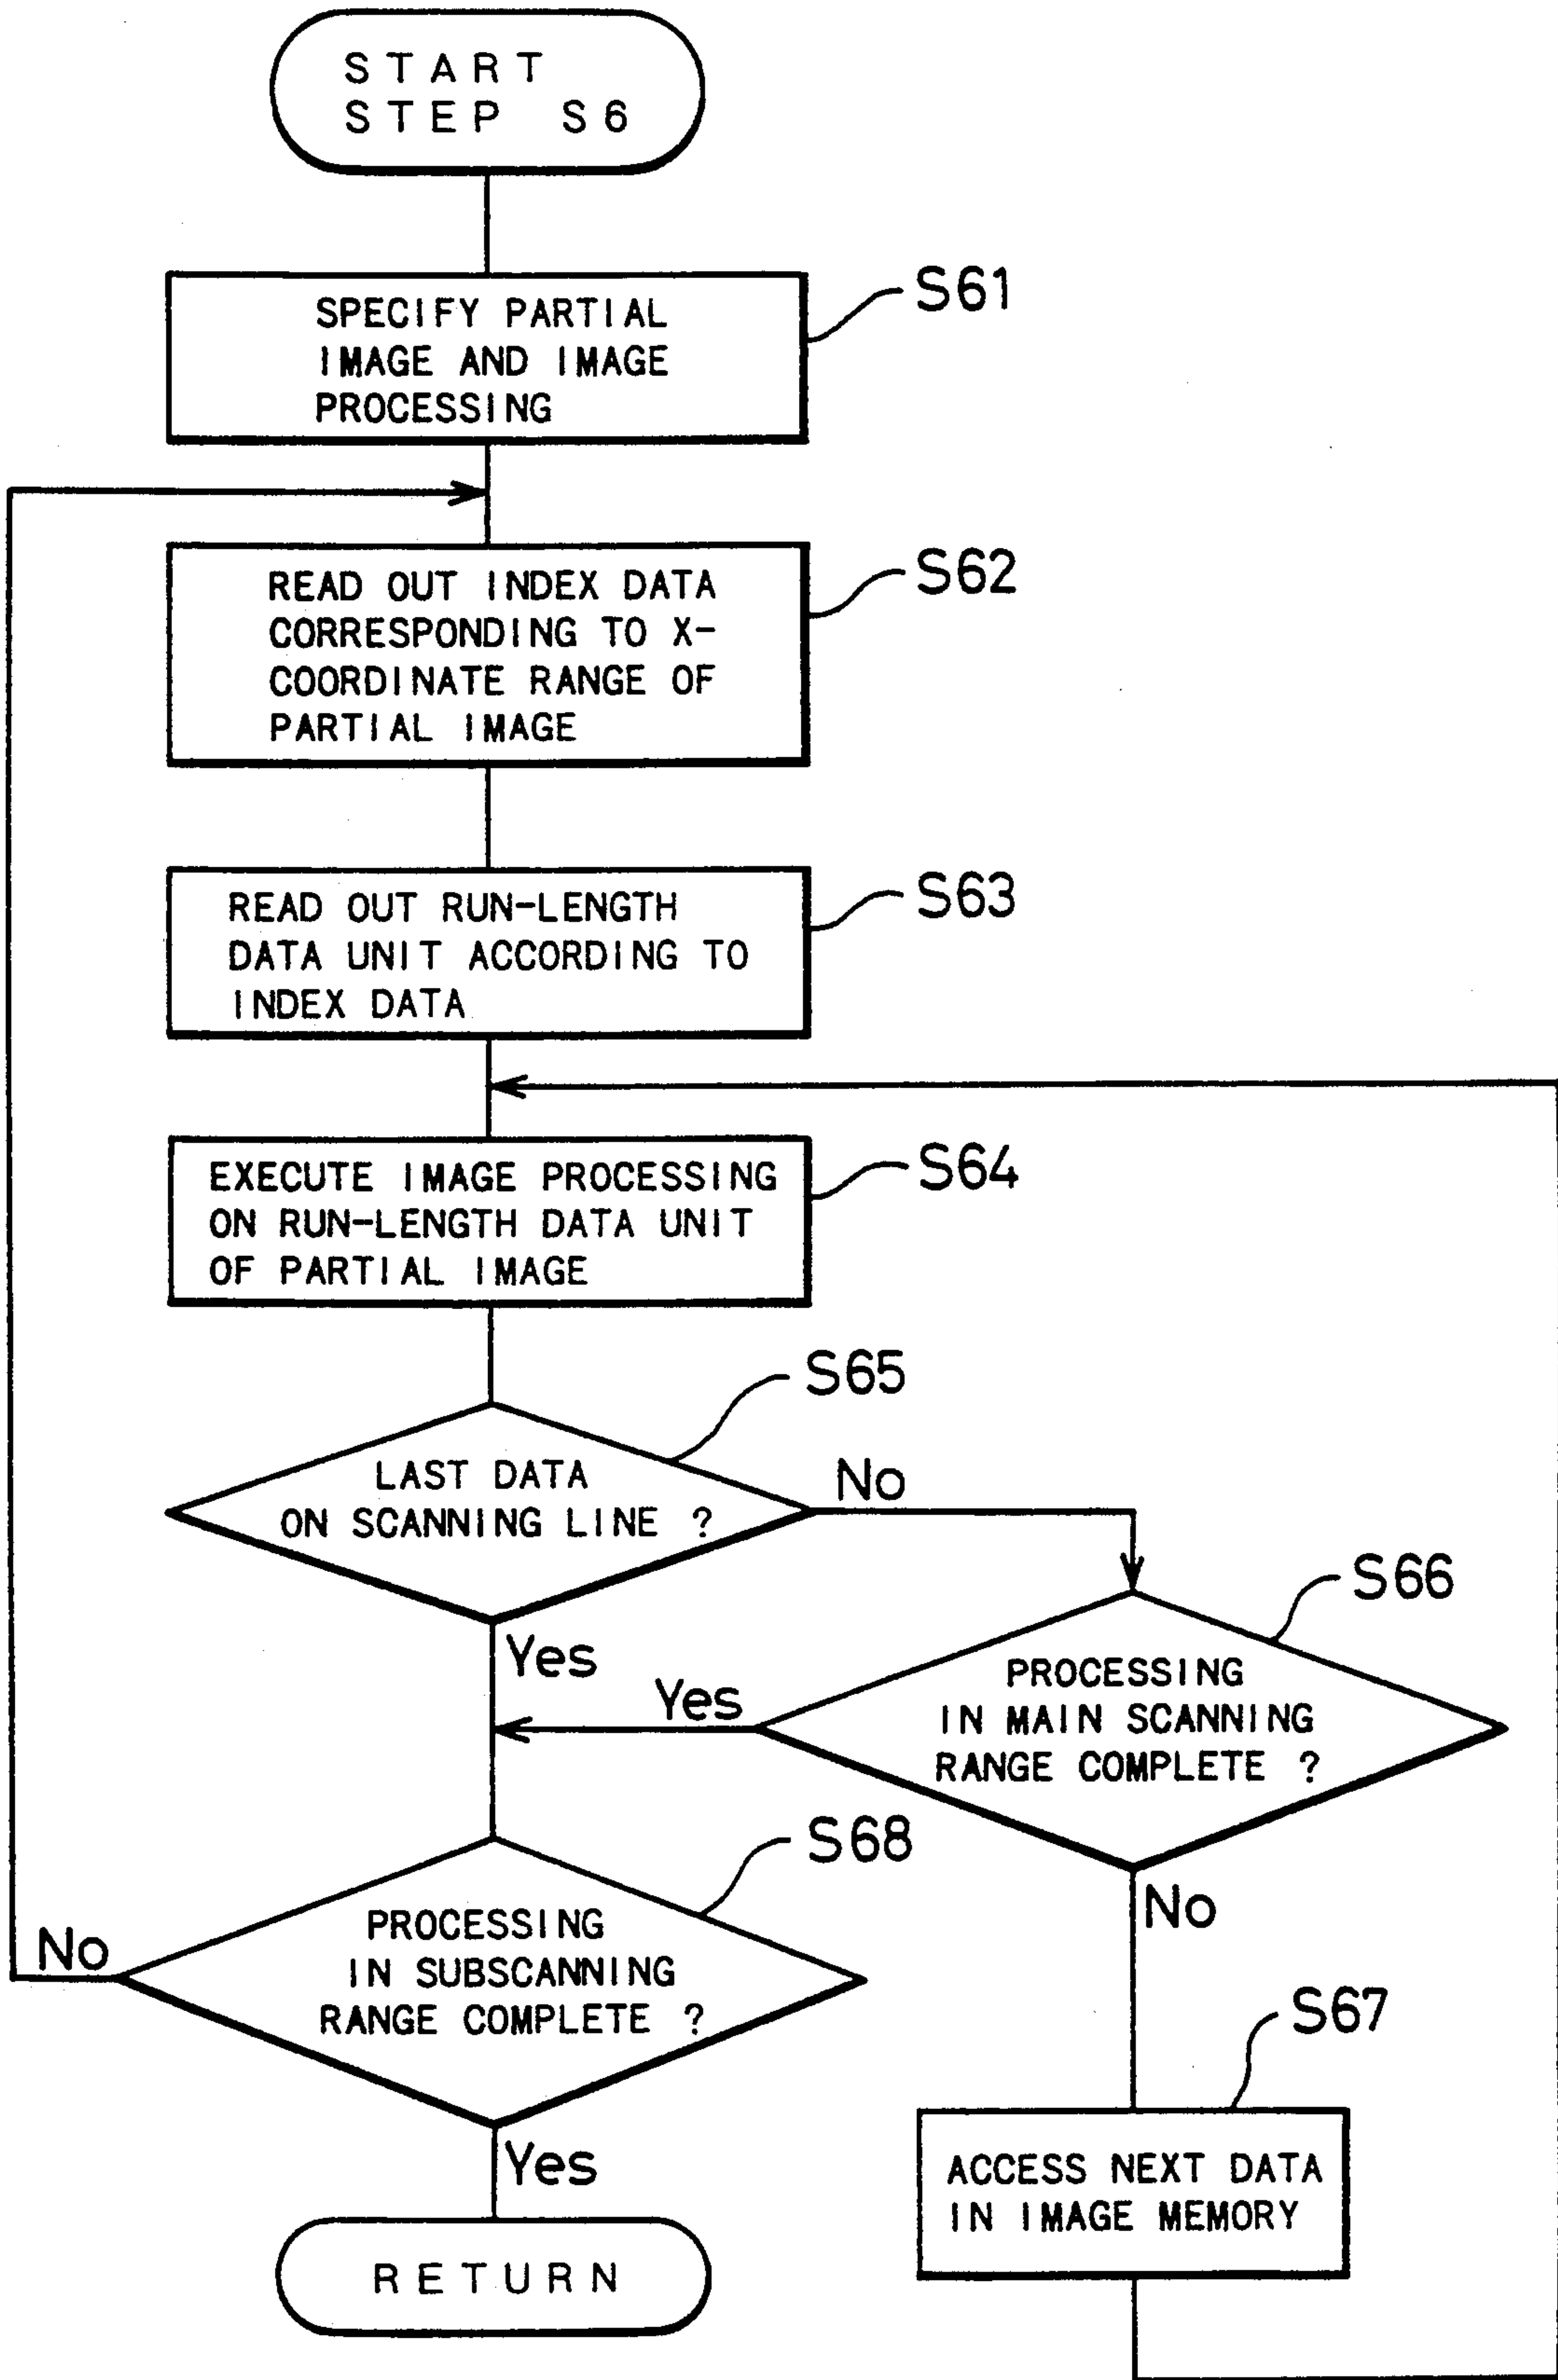 START
STEP S6
SPECIFY PARTIAL
IMAGE AND IMAGE
PROCESSING
S61
READ OUT INDEX DATA
CORRESPONDING TO X-
COORDINATE RANGE OF
PARTIAL IMAGE
S62
READ OUT RUN-LENGTH
DATA UNIT ACCORDING TO
INDEX DATA
S63
EXECUTE IMAGE PROCESSING
ON RUN-LENGTH DATA UNIT
OF PARTIAL IMAGE
S64
LAST DATA
ON SCANNING LINE ?
S65
No
Yes
PROCESSING
IN MAIN SCANNING
RANGE COMPLETE ?
S66
Yes
No
PROCESSING
IN SUBSCANNING
RANGE COMPLETE ?
S68
No
Yes
ACCESS NEXT DATA
IN IMAGE MEMORY
S67
RETURN